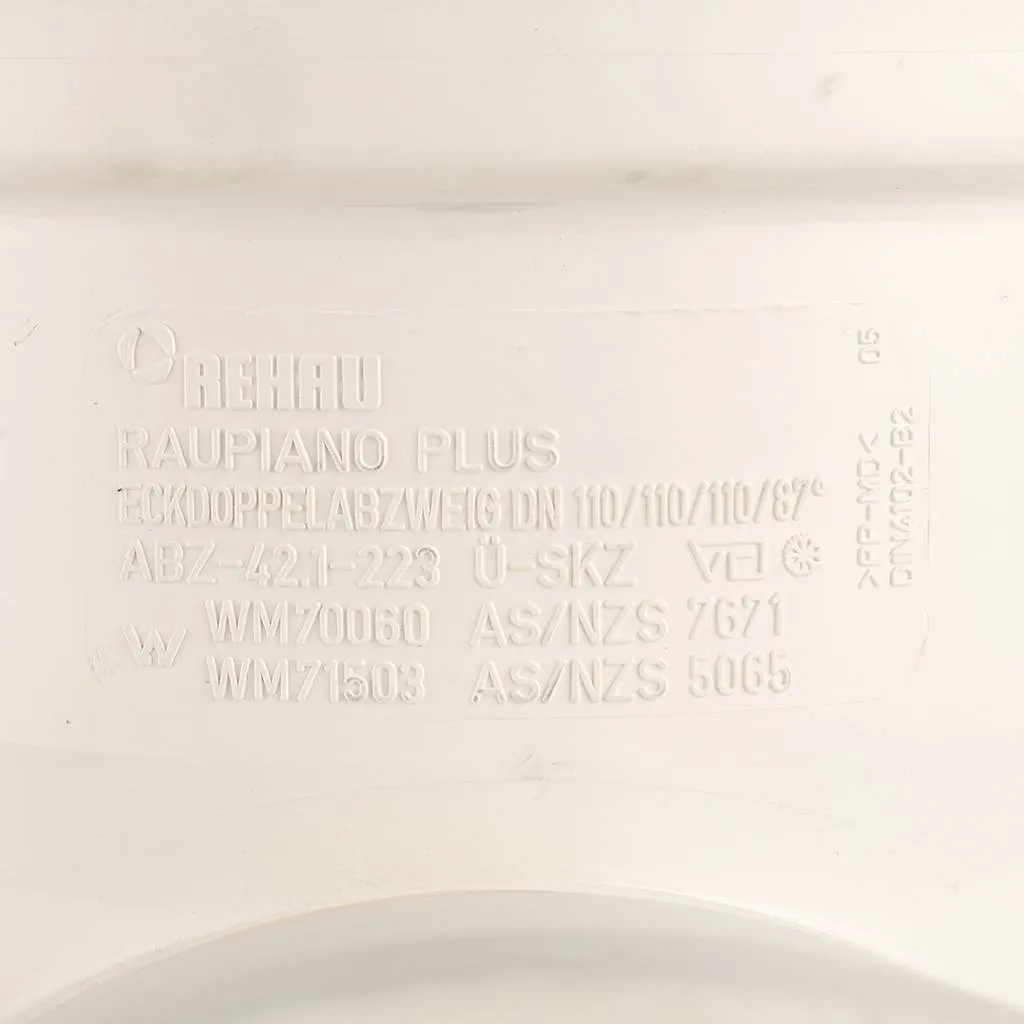 REHAU
RAUPIANO PLUS
ECKDOPPELABZWEIG DN 110/110/110/87°
ABZ-42.1-223 Ü-SKZ
WM70060 AS/NZS 7671
WM71503 AS/NZS 5065
>PP-MD< 05
DIN4102-B2